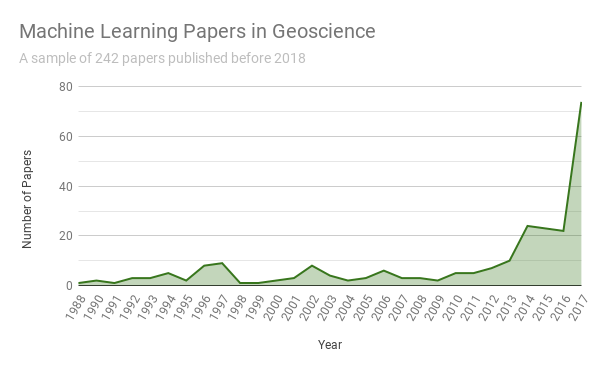 Machine Learning Papers in Geoscience
A sample of 242 papers published before 2018
Number of Papers
80
60
40
20
0
1988 1990 1991 1992 1993 1994 1995 1996 1997 1998 1999 2000 2001 2002 2003 2004 2005 2006 2007 2008 2009 2010 2011 2012 2013 2014 2015 2016 2017
Year